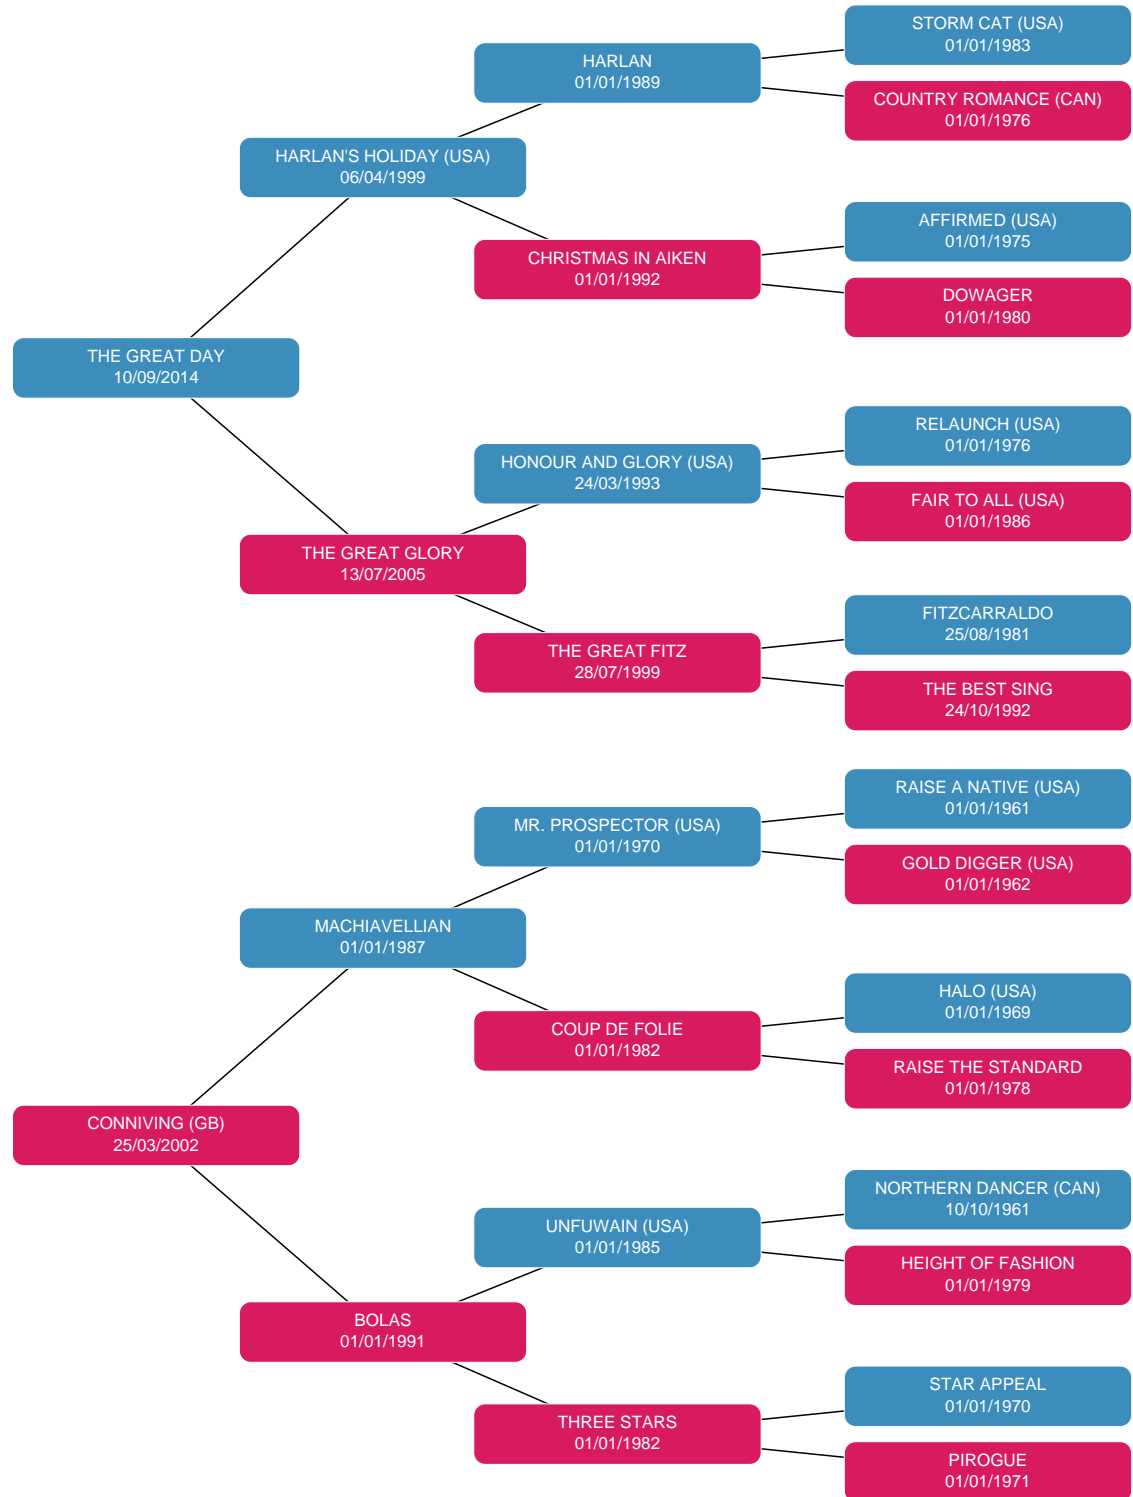 STORM CAT (USA)
01/01/1983
HARLAN
01/01/1989
COUNTRY ROMANCE (CAN)
01/01/1976
HARLAN'S HOLIDAY (USA)
06/04/1999
AFFIRMED (USA)
01/01/1975
CHRISTMAS IN AIKEN
01/01/1992
DOWAGER
01/01/1980
THE GREAT DAY
10/09/2014
RELAUNCH (USA)
01/01/1976
HONOUR AND GLORY (USA)
24/03/1993
FAIR TO ALL (USA)
01/01/1986
THE GREAT GLORY
13/07/2005
FITZCARRALDO
25/08/1981
THE GREAT FITZ
28/07/1999
THE BEST SING
24/10/1992
RAISE A NATIVE (USA)
01/01/1961
MR. PROSPECTOR (USA)
01/01/1970
GOLD DIGGER (USA)
01/01/1962
MACHIAVELLIAN
01/01/1987
HALO (USA)
01/01/1969
COUP DE FOLIE
01/01/1982
RAISE THE STANDARD
01/01/1978
CONNIVING (GB)
25/03/2002
NORTHERN DANCER (CAN)
10/10/1961
UNFUWAIN (USA)
01/01/1985
HEIGHT OF FASHION
01/01/1979
BOLAS
01/01/1991
STAR APPEAL
01/01/1970
THREE STARS
01/01/1982
PIROGUE
01/01/1971